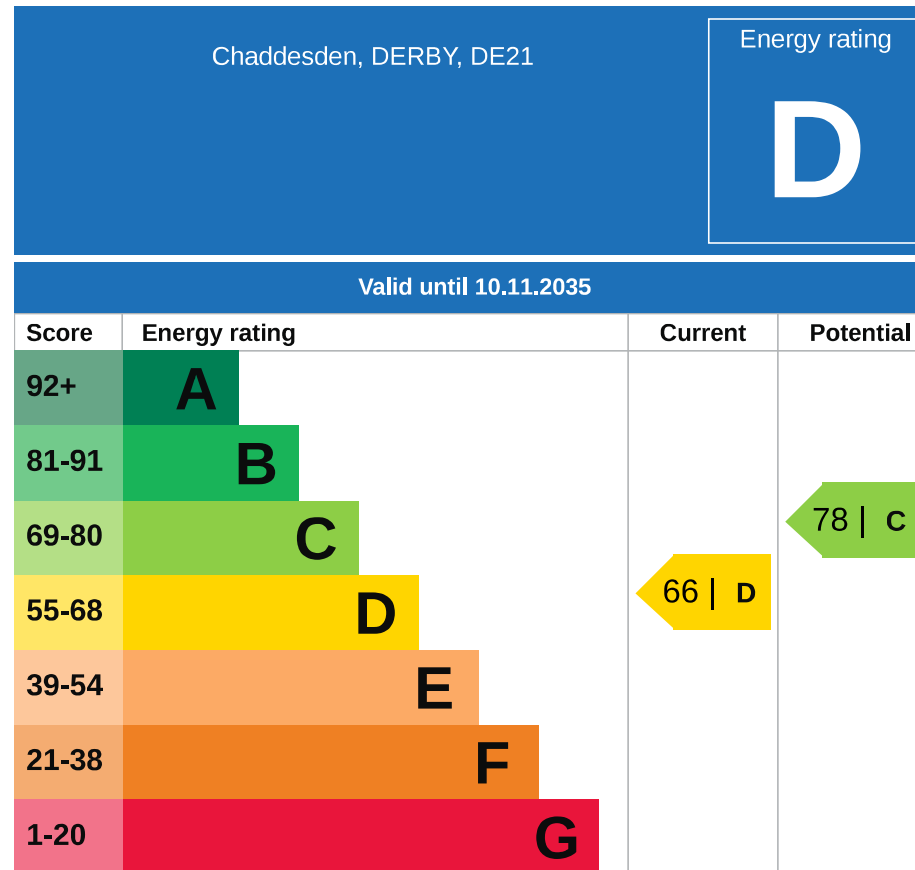 Chaddesden, DERBY, DE21
Energy rating
D
Valid until 10.11.2035
Score Energy rating Current Potential
92+ A
81-91 B
69-80 C
78 | C
55-68 D
66 | D
39-54 E
21-38 F
1-20 G